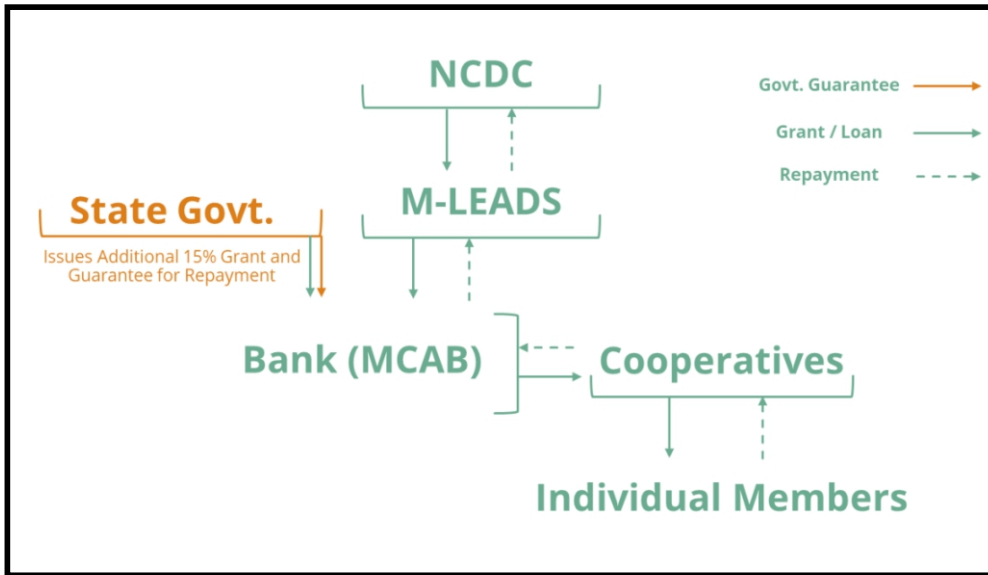 NCDC
Govt. Guarantee
Grant / Loan
Repayment
M-LEADS
State Govt.
Issues Additional 15% Grant and
Guarantee for Repayment
Bank (MCAB)
Cooperatives
Individual Members